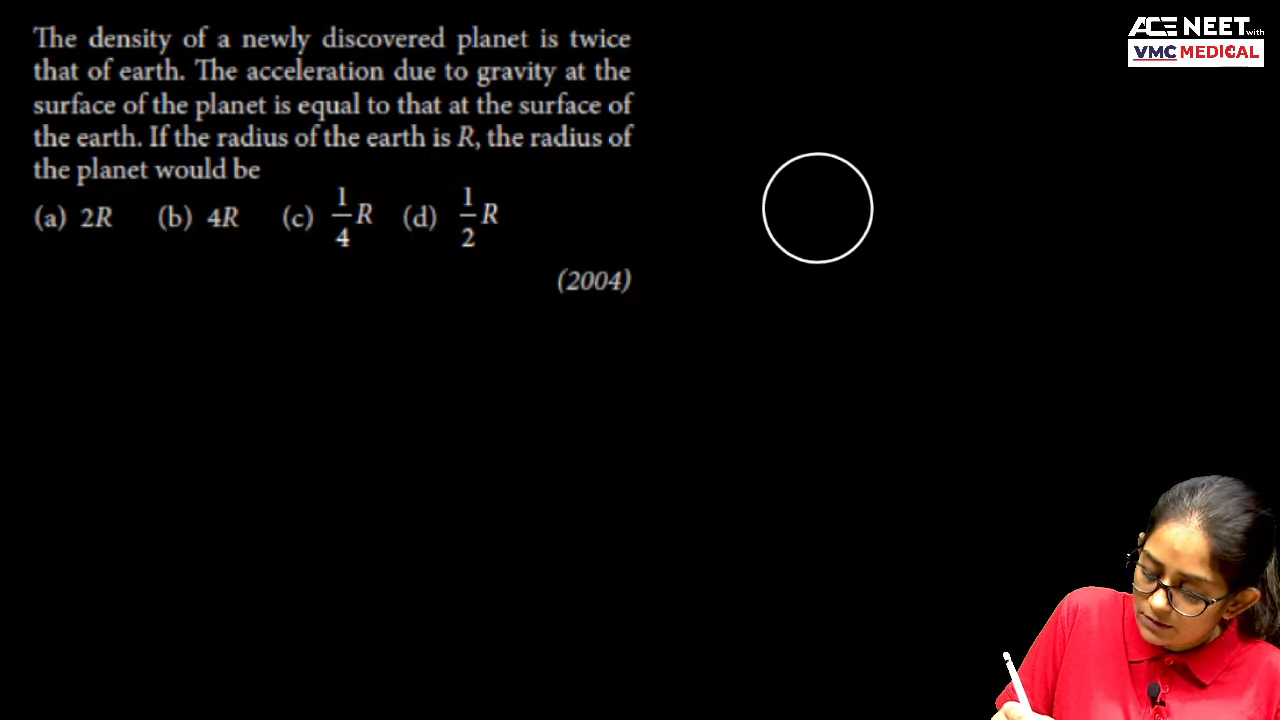 The density of a newly discovered planet is twice
that of earth. The acceleration due to gravity at the
surface of the planet is equal to that at the surface of
the earth. If the radius of the earth is R, the radius of
the planet would be
(a) 2R (b) 4R (c) 1/4 R (d) 1/2 R
(2004)
ACE NEET with
VMC MEDICAL